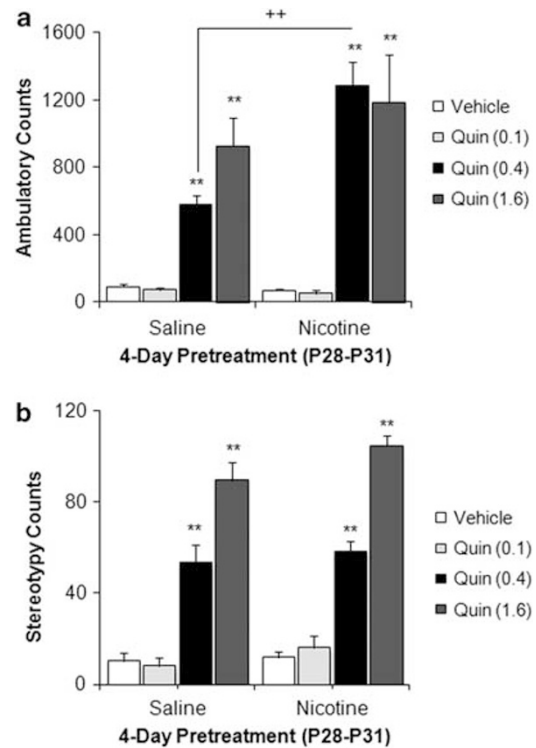 a
1600
1200
800
400
0
Ambulatory Counts
++
**
**
**
**
Vehicle
Quin (0.1)
Quin (0.4)
Quin (1.6)
Saline
Nicotine
4-Day Pretreatment (P28-P31)
b
120
80
40
0
Stereotypy Counts
**
**
**
**
Vehicle
Quin (0.1)
Quin (0.4)
Quin (1.6)
Saline
Nicotine
4-Day Pretreatment (P28-P31)